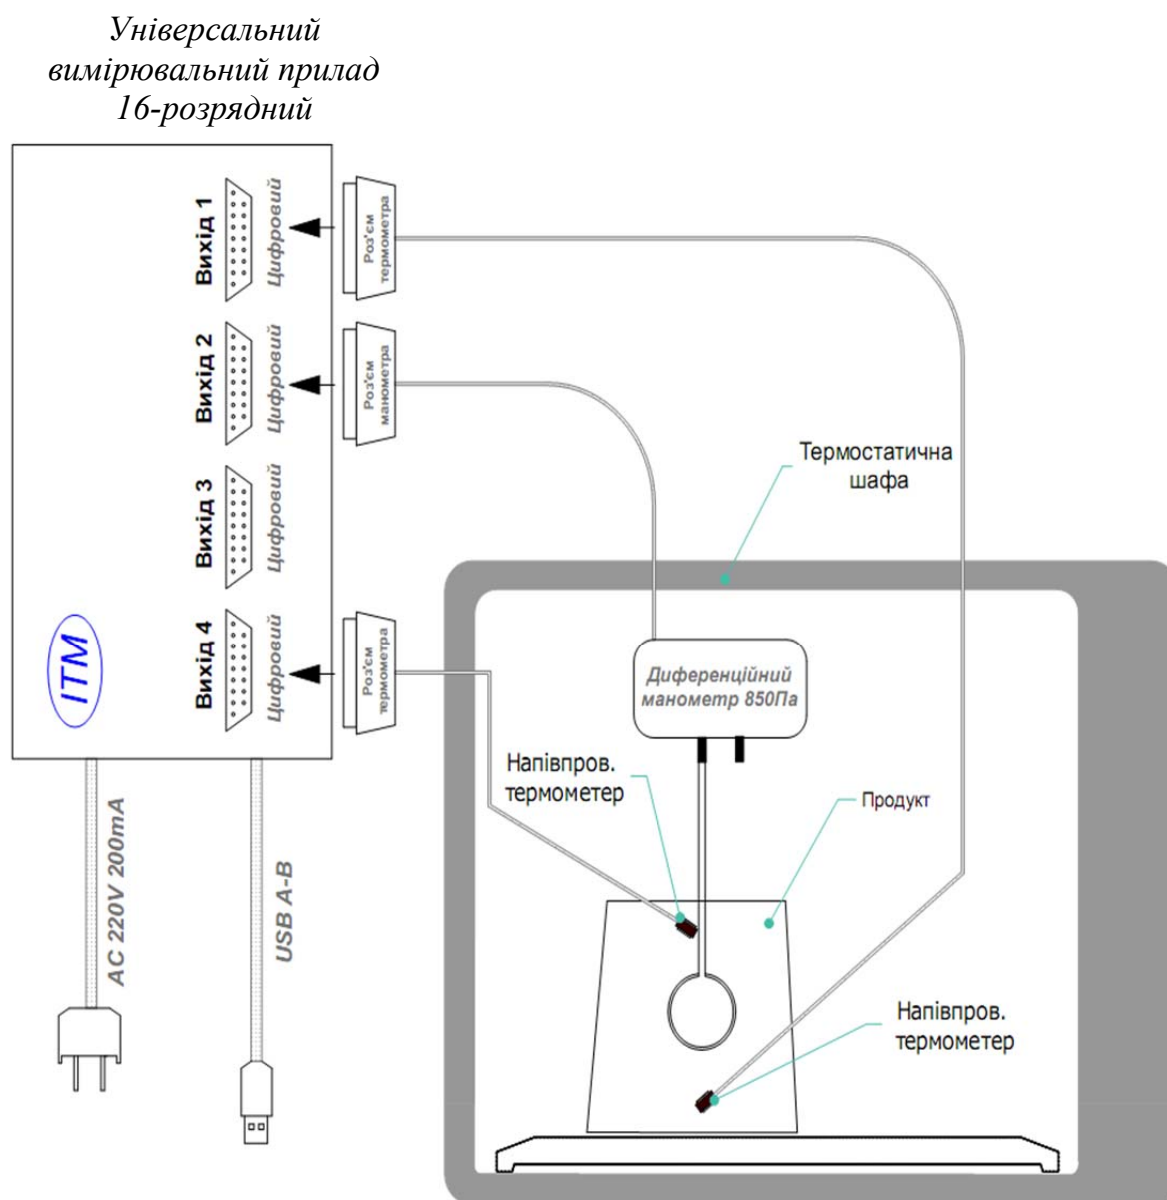 Універсальний
вимірювальний прилад
16-розрядний
Вихід 1
Цифровий
Роз'єм
термометра
Вихід 2
Цифровий
Роз'єм
манометра
Вихід 3
Цифровий
Вихід 4
Цифровий
Роз'єм
термометра
ITM
AC 220V 200mA
USB A-B
Термостатична
шафа
Диференційний
манометр 850Па
Напівпров.
термометер
Продукт
Напівпров.
термометер